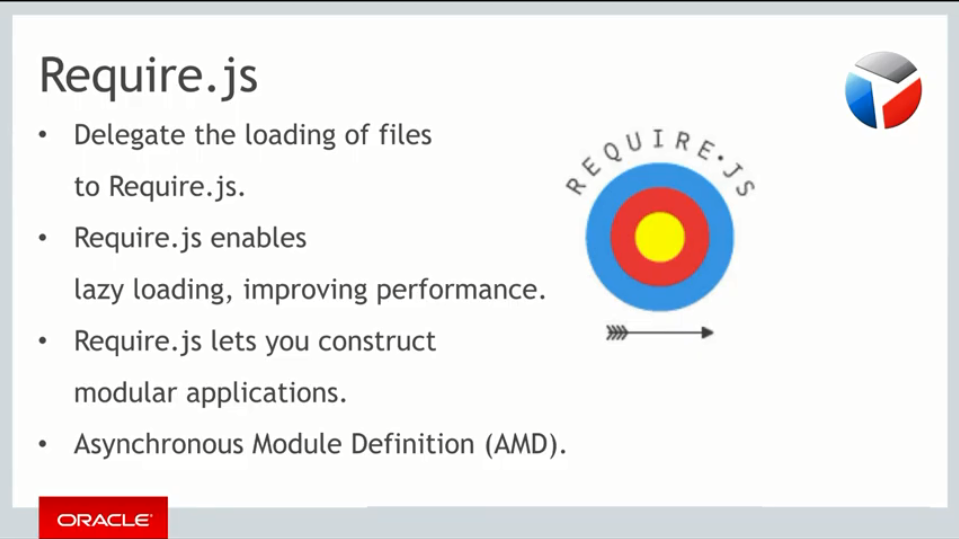 Require.js
• Delegate the loading of files
to Require.js.
• Require.js enables
lazy loading, improving performance.
• Require.js lets you construct
modular applications.
• Asynchronous Module Definition (AMD).
REQUIRE.JS
ORACLE